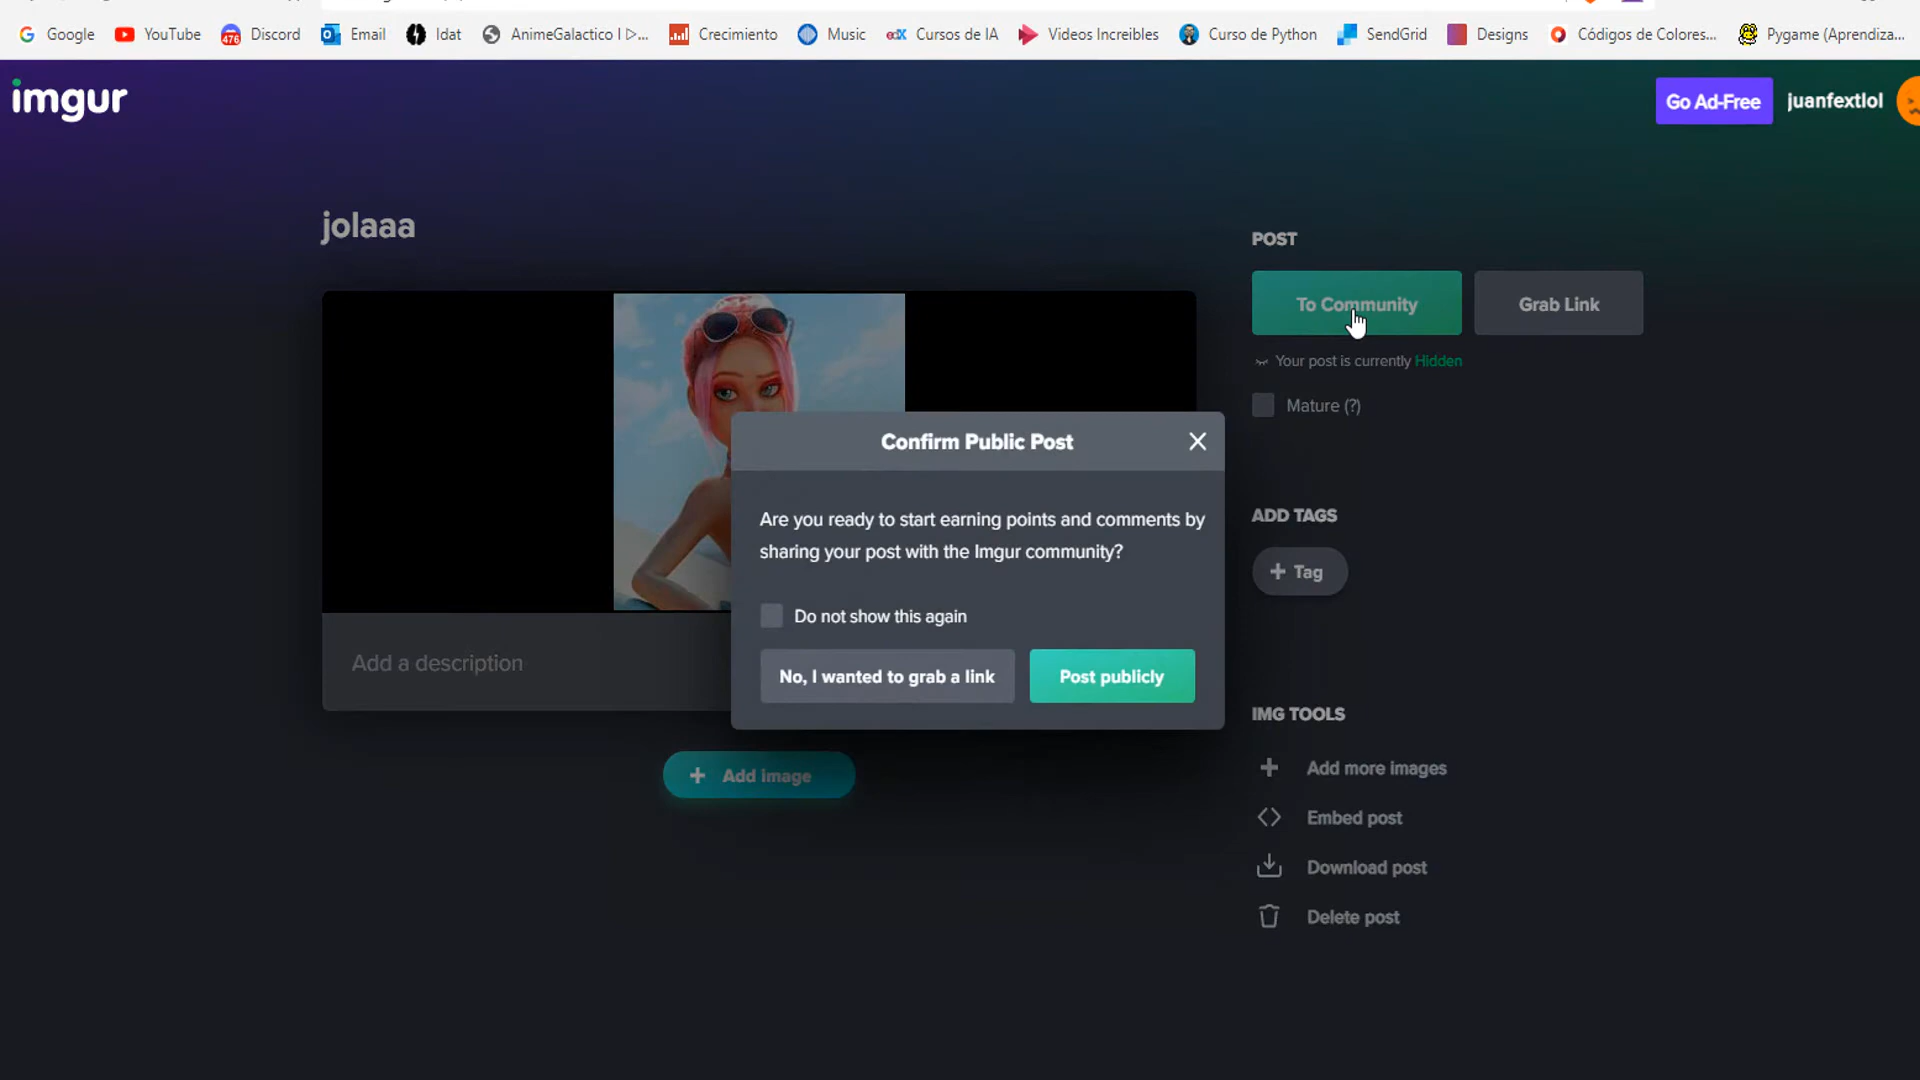 Google YouTube Discord Email Idat AnimeGalactico I ▷... Crecimiento Music Cursos de IA Videos Increibles Curso de Python SendGrid Designs Códigos de Colores... Pygame (Aprendiza...
476
edX
imgur
Go Ad-Free juanfextlol
jolaaa
POST
To Community Grab Link
Your post is currently Hidden
Mature (?)
Confirm Public Post
Are you ready to start earning points and comments by
sharing your post with the Imgur community?
Do not show this again
No, I wanted to grab a link Post publicly
Add a description
+ Add image
ADD TAGS
+ Tag
IMG TOOLS
+ Add more images
Embed post
Download post
Delete post